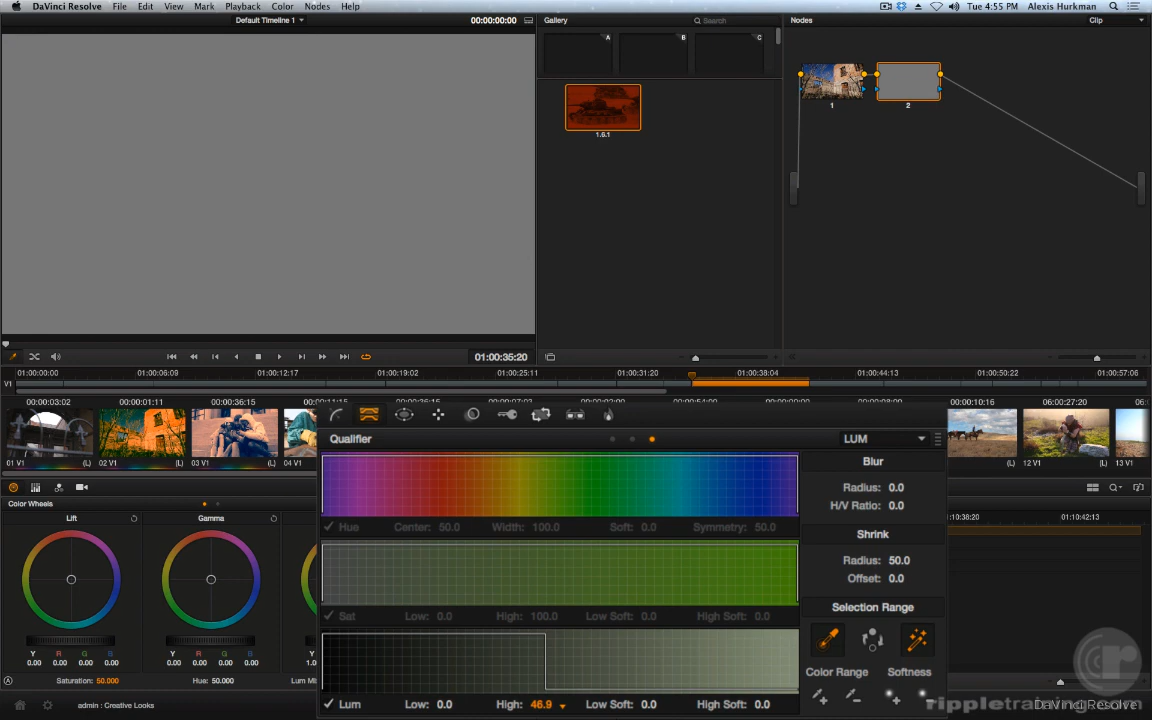 DaVinci Resolve File Edit View Mark Playback Color Nodes Help Tue 4:55 PM Alexis Hurkman
Default Timeline 1 00:00:00:00 Gallery Search Nodes Clip
A B C
1 2
1.6.1
01:00:35:20
01:00:00:00 01:00:06:09 01:00:12:17 01:00:19:02 01:00:25:11 01:00:31:20 01:00:38:04 01:00:44:13 01:00:50:22 01:00:57:06
V1
00:00:03:02 00:00:01:11 00:00:36:15 00:00:10:16 06:00:27:20
01 V1 (L) 02 V1 (L) 03 V1 (L) 04 V1 (L) 12 V1 (L) 13 V1
Qualifier LUM
Color Wheels
Lift Gamma
Y R G B Y R G B
0.00 0.00 0.00 0.00 0.00 0.00 0.00 0.00
Saturation: 50.000 Hue: 50.000 Lum Mi
Hue Center: 50.0 Width: 100.0 Soft: 0.0 Symmetry: 50.0
Sat Low: 0.0 High: 100.0 Low Soft: 0.0 High Soft: 0.0
Lum Low: 0.0 High: 46.9 Low Soft: 0.0 High Soft: 0.0
Blur
Radius: 0.0
H/V Ratio: 0.0
Shrink
Radius: 50.0
Offset: 0.0
Selection Range
Color Range Softness
:10:38:20 01:10:42:13
admin : Creative Looks
rippletraining.com
DaVinci Resolve